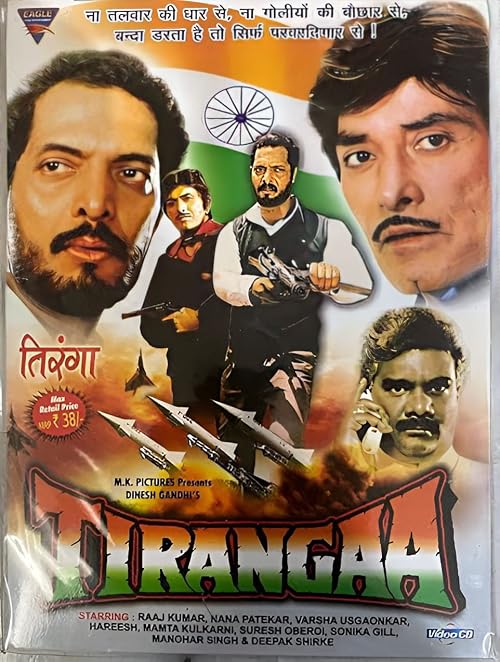 EAGLE
ना तलवार की धार से, ना गोलीयों की बौछार से,
बन्दा डरता है तो सिर्फ परवरदिगार से !
तिरंगा
Max
Retail Price
₹ 38/
M.K. PICTURES Presents
DINESH GANDHI'S
TIRANGAA
STARRING : RAAJ KUMAR, NANA PATEKAR, VARSHA USGAONKAR,
HAREESH, MAMTA KULKARNI, SURESH OBEROI, SONIKA GILL,
MANOHAR SINGH & DEEPAK SHIRKE
Video CD